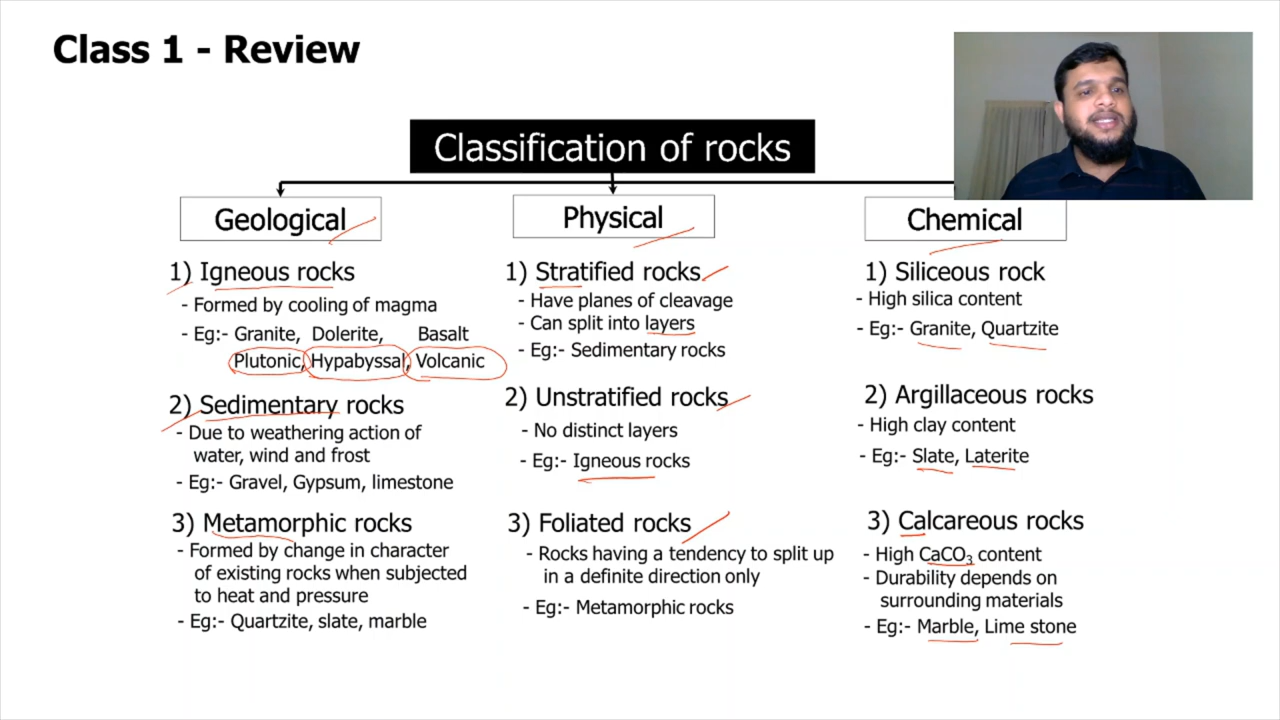 Class 1 - Review
Classification of rocks
Geological
1) Igneous rocks
- Formed by cooling of magma
- Eg:- Granite, Dolerite, Basalt
Plutonic, Hypabyssal, Volcanic
2) Sedimentary rocks
- Due to weathering action of
water, wind and frost
- Eg:- Gravel, Gypsum, limestone
3) Metamorphic rocks
- Formed by change in character
of existing rocks when subjected
to heat and pressure
- Eg:- Quartzite, slate, marble
Physical
1) Stratified rocks
- Have planes of cleavage
- Can split into layers
- Eg:- Sedimentary rocks
2) Unstratified rocks
- No distinct layers
- Eg:- Igneous rocks
3) Foliated rocks
- Rocks having a tendency to split up
in a definite direction only
- Eg:- Metamorphic rocks
Chemical
1) Siliceous rock
- High silica content
- Eg:- Granite, Quartzite
2) Argillaceous rocks
- High clay content
- Eg:- Slate, Laterite
3) Calcareous rocks
- High CaCO₃ content
- Durability depends on
surrounding materials
- Eg:- Marble, Lime stone